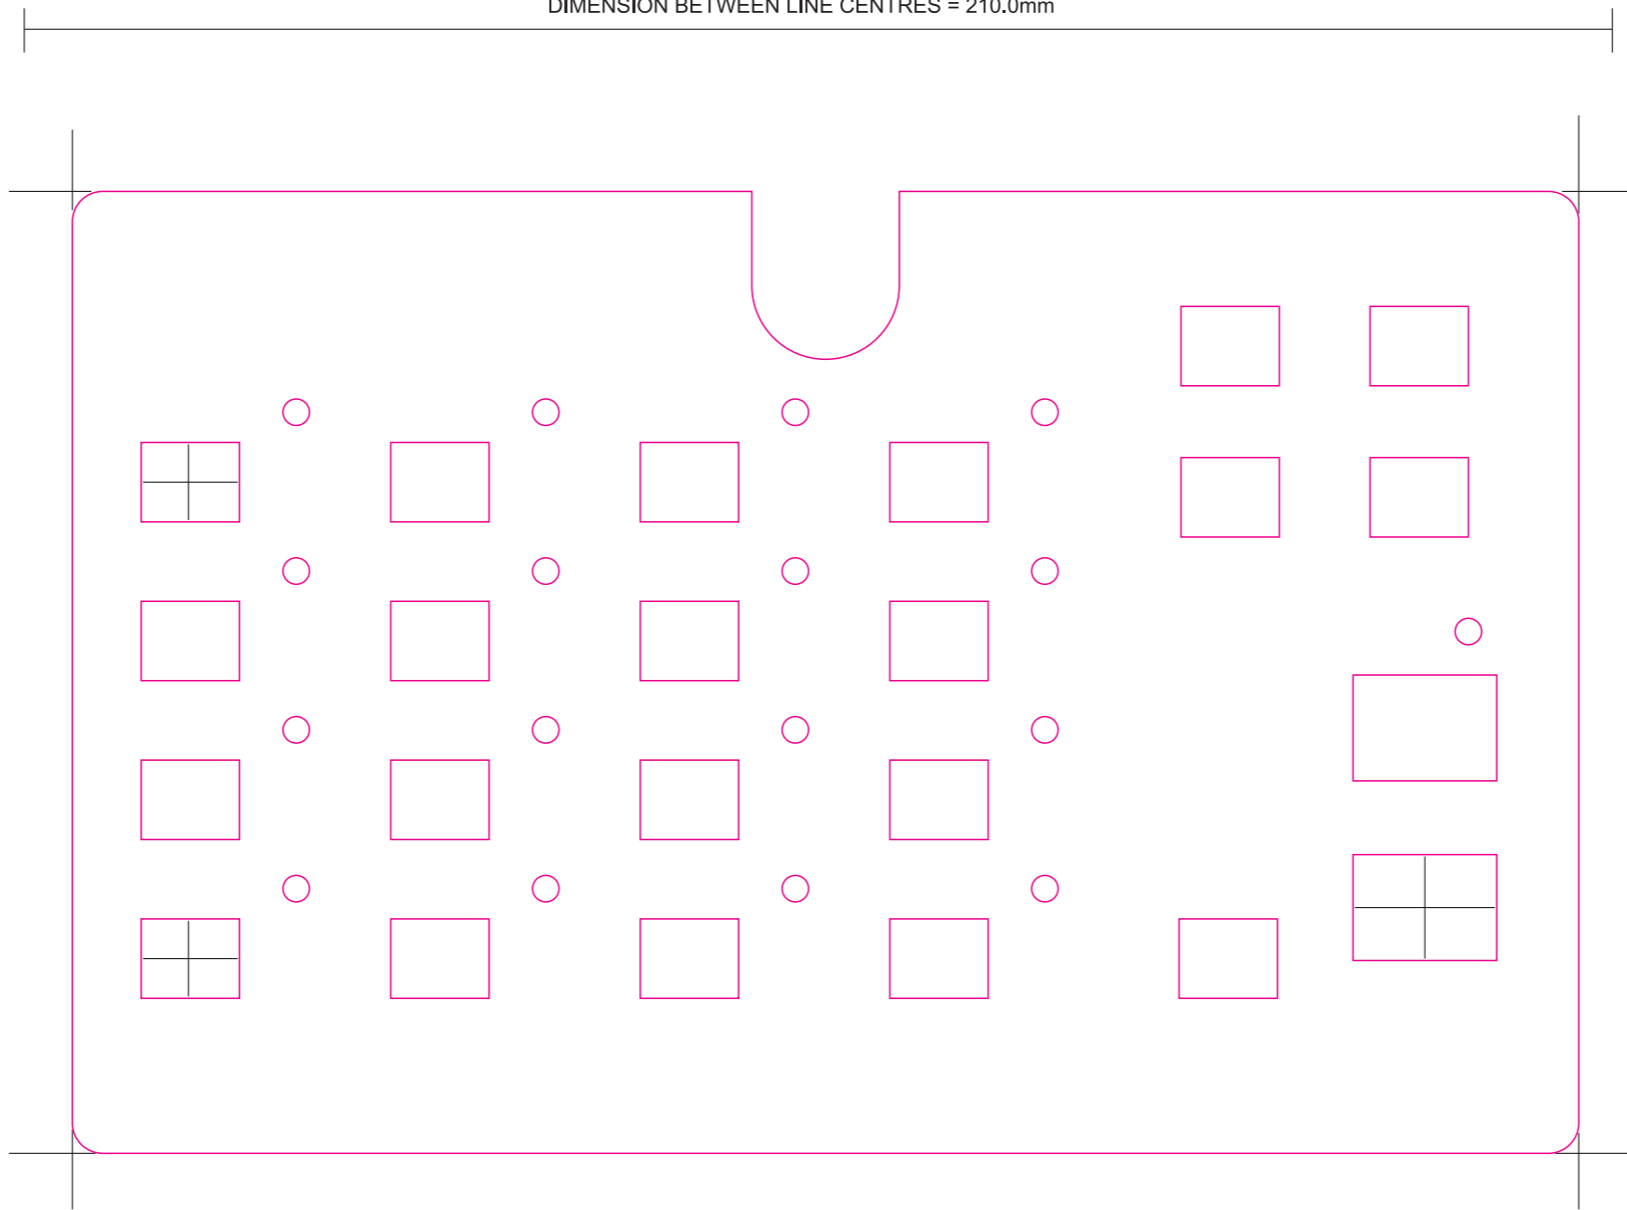 DIMENSION BETWEEN LINE CENTRES = 210.0mm